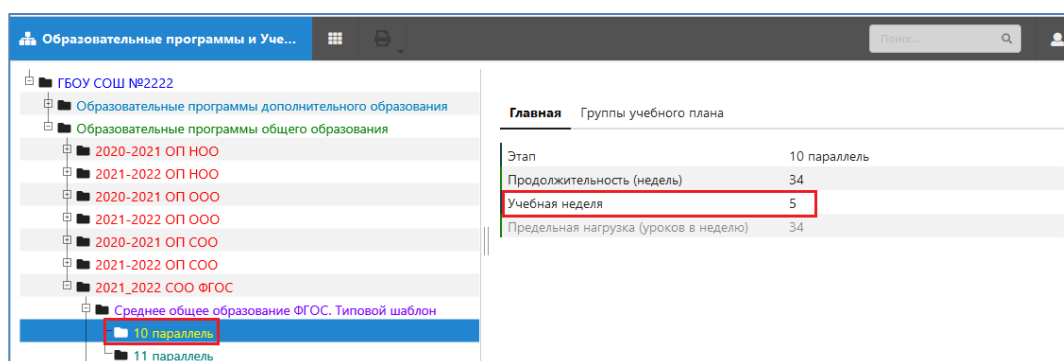 Образовательные программы и Уче...
Поиск...
ГБОУ СОШ №2222
Образовательные программы дополнительного образования
Образовательные программы общего образования
2020-2021 ОП НОО
2021-2022 ОП НОО
2020-2021 ОП ООО
2021-2022 ОП ООО
2020-2021 ОП СОО
2021-2022 ОП СОО
2021_2022 СОО ФГОС
Среднее общее образование ФГОС. Типовой шаблон
10 параллель
11 параллель
Главная Группы учебного плана
Этап 10 параллель
Продолжительность (недель) 34
Учебная неделя 5
Предельная нагрузка (уроков в неделю) 34